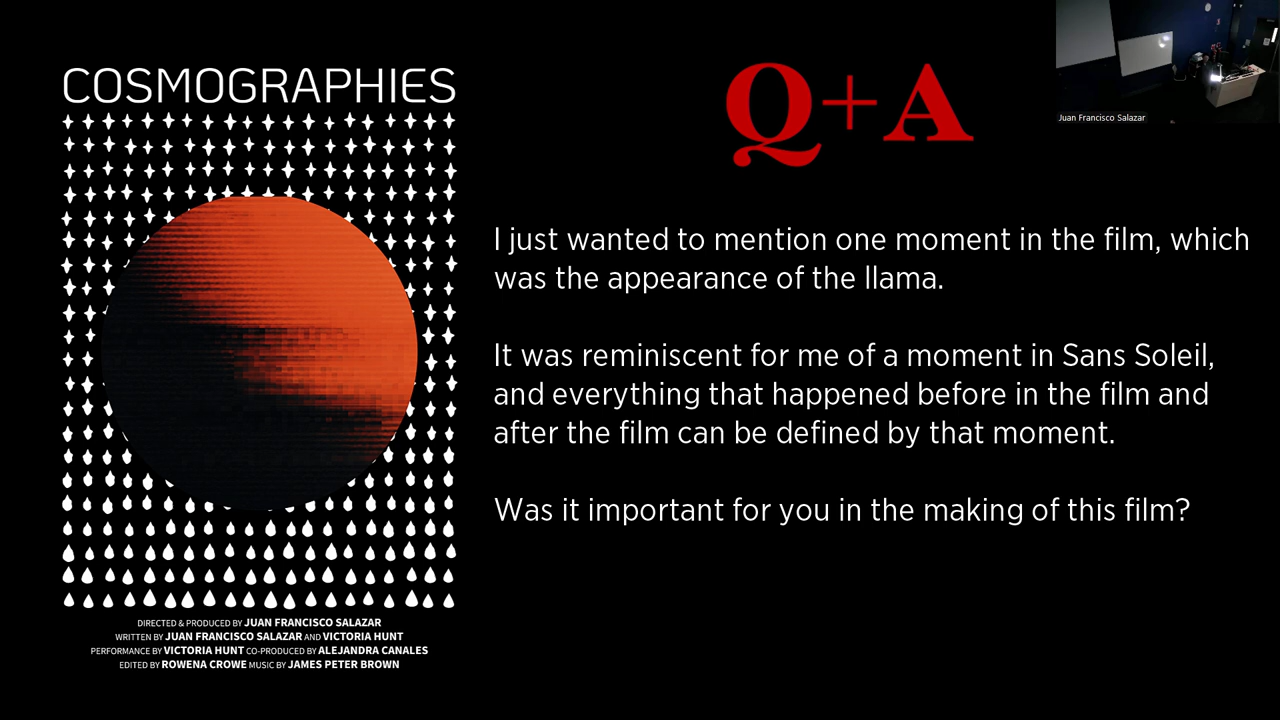 COSMOGRAPHIES
DIRECTED & PRODUCED BY JUAN FRANCISCO SALAZAR
WRITTEN BY JUAN FRANCISCO SALAZAR AND VICTORIA HUNT
PERFORMANCE BY VICTORIA HUNT CO-PRODUCED BY ALEJANDRA CANALES
EDITED BY ROWENA CROWE MUSIC BY JAMES PETER BROWN
Q+A
I just wanted to mention one moment in the film, which
was the appearance of the llama.
It was reminiscent for me of a moment in Sans Soleil,
and everything that happened before in the film and
after the film can be defined by that moment.
Was it important for you in the making of this film?
Juan Francisco Salazar